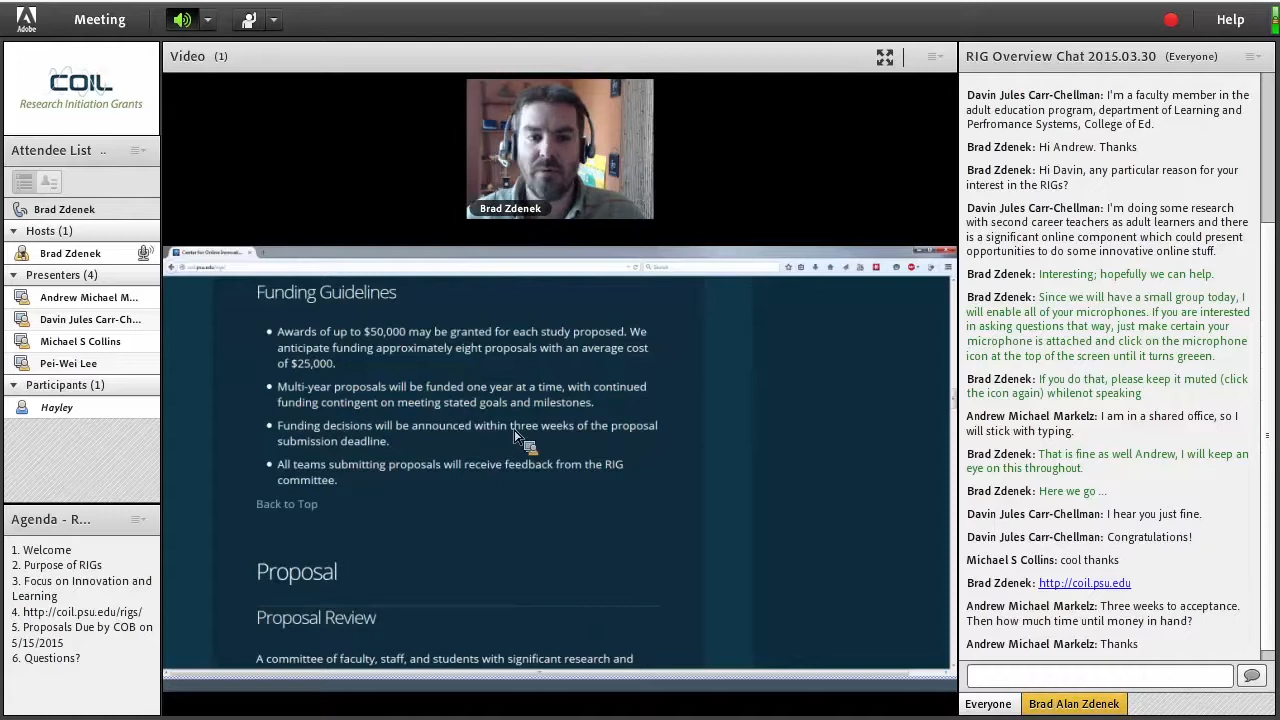 Adobe
Meeting
Help
COIL
Research Initiation Grants
Attendee List ..
Brad Zdenek
Hosts (1)
Brad Zdenek
Presenters (4)
Andrew Michael M...
Davin Jules Carr-Ch...
Michael S Collins
Pei-Wei Lee
Participants (1)
Hayley
Agenda - R...
1. Welcome
2. Purpose of RIGs
3. Focus on Innovation and
Learning
4. http://coil.psu.edu/rigs/
5. Proposals Due by COB on
5/15/2015
6. Questions?
Video (1)
Brad Zdenek
Center for Online Innovati...
coil.psu.edu/rigs/
Search
Funding Guidelines
Awards of up to $50,000 may be granted for each study proposed. We
anticipate funding approximately eight proposals with an average cost
of $25,000.
Multi-year proposals will be funded one year at a time, with continued
funding contingent on meeting stated goals and milestones.
Funding decisions will be announced within three weeks of the proposal
submission deadline.
All teams submitting proposals will receive feedback from the RIG
committee.
Back to Top
Proposal
Proposal Review
A committee of faculty, staff, and students with significant research and
RIG Overview Chat 2015.03.30 (Everyone)
Davin Jules Carr-Chellman: I'm a faculty member in the
adult education program, department of Learning and
Perfromance Systems, College of Ed.
Brad Zdenek: Hi Andrew. Thanks
Brad Zdenek: Hi Davin, any particular reason for your
interest in the RIGs?
Davin Jules Carr-Chellman: I'm doing some research
with second career teachers as adult learners and there
is a significant online component which could present
opportunities to do some innovative online stuff.
Brad Zdenek: Interesting; hopefully we can help.
Brad Zdenek: Since we will have a small group today, I
will enable all of your microphones. If you are interested
in asking questions that way, just make certain your
microphone is attached and click on the microphone
icon at the top of the screen until it turns greeen.
Brad Zdenek: If you do that, please keep it muted (click
the icon again) whilenot speaking
Andrew Michael Markelz: I am in a shared office, so I
will stick with typing.
Brad Zdenek: That is fine as well Andrew, I will keep an
eye on this throughout.
Brad Zdenek: Here we go ...
Davin Jules Carr-Chellman: I hear you just fine.
Davin Jules Carr-Chellman: Congratulations!
Michael S Collins: cool thanks
Brad Zdenek: http://coil.psu.edu
Andrew Michael Markelz: Three weeks to acceptance.
Then how much time until money in hand?
Andrew Michael Markelz: Thanks
Everyone
Brad Alan Zdenek